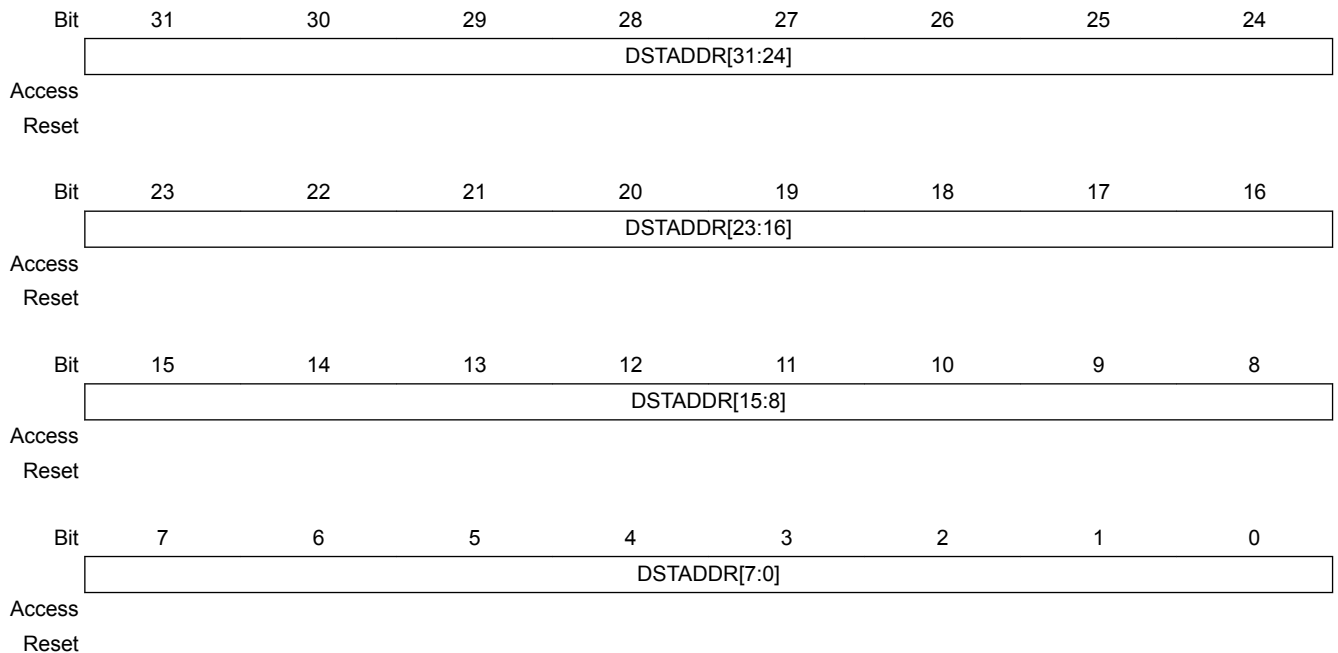 Bit 31 30 29 28 27 26 25 24
DSTADDR[31:24]
Access
Reset
Bit 23 22 21 20 19 18 17 16
DSTADDR[23:16]
Access
Reset
Bit 15 14 13 12 11 10 9 8
DSTADDR[15:8]
Access
Reset
Bit 7 6 5 4 3 2 1 0
DSTADDR[7:0]
Access
Reset